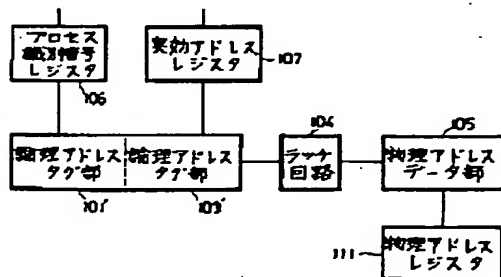 プロセス
識別番号
レジスタ
106
実効アドレス
レジスタ
107
論理アドレス
タグ部
101'
論理アドレス
タグ部
103'
104
ラッチ
回路
105
物理アドレス
データ部
111
物理アドレス
レジスタ